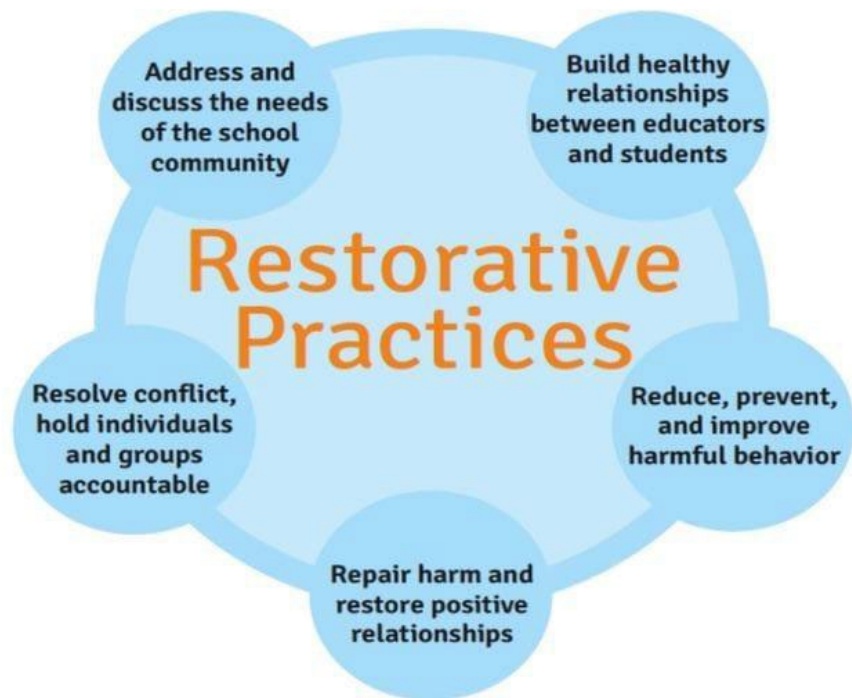 Address and
discuss the needs
of the school
community
Build healthy
relationships
between educators
and students
Restorative
Practices
Resolve conflict,
hold individuals
and groups
accountable
Reduce, prevent,
and improve
harmful behavior
Repair harm and
restore positive
relationships